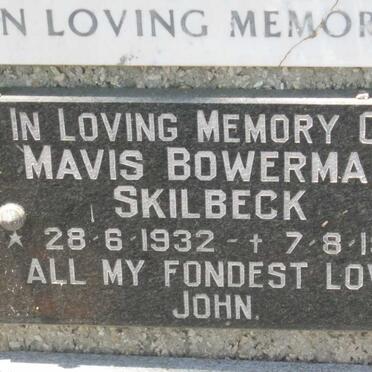 N LOVING MEMOR
IN LOVING MEMORY O
MAVIS BOWERMA
SKILBECK
* 28·6·1932 - † 7·8·1
ALL MY FONDEST LOV
JOHN.